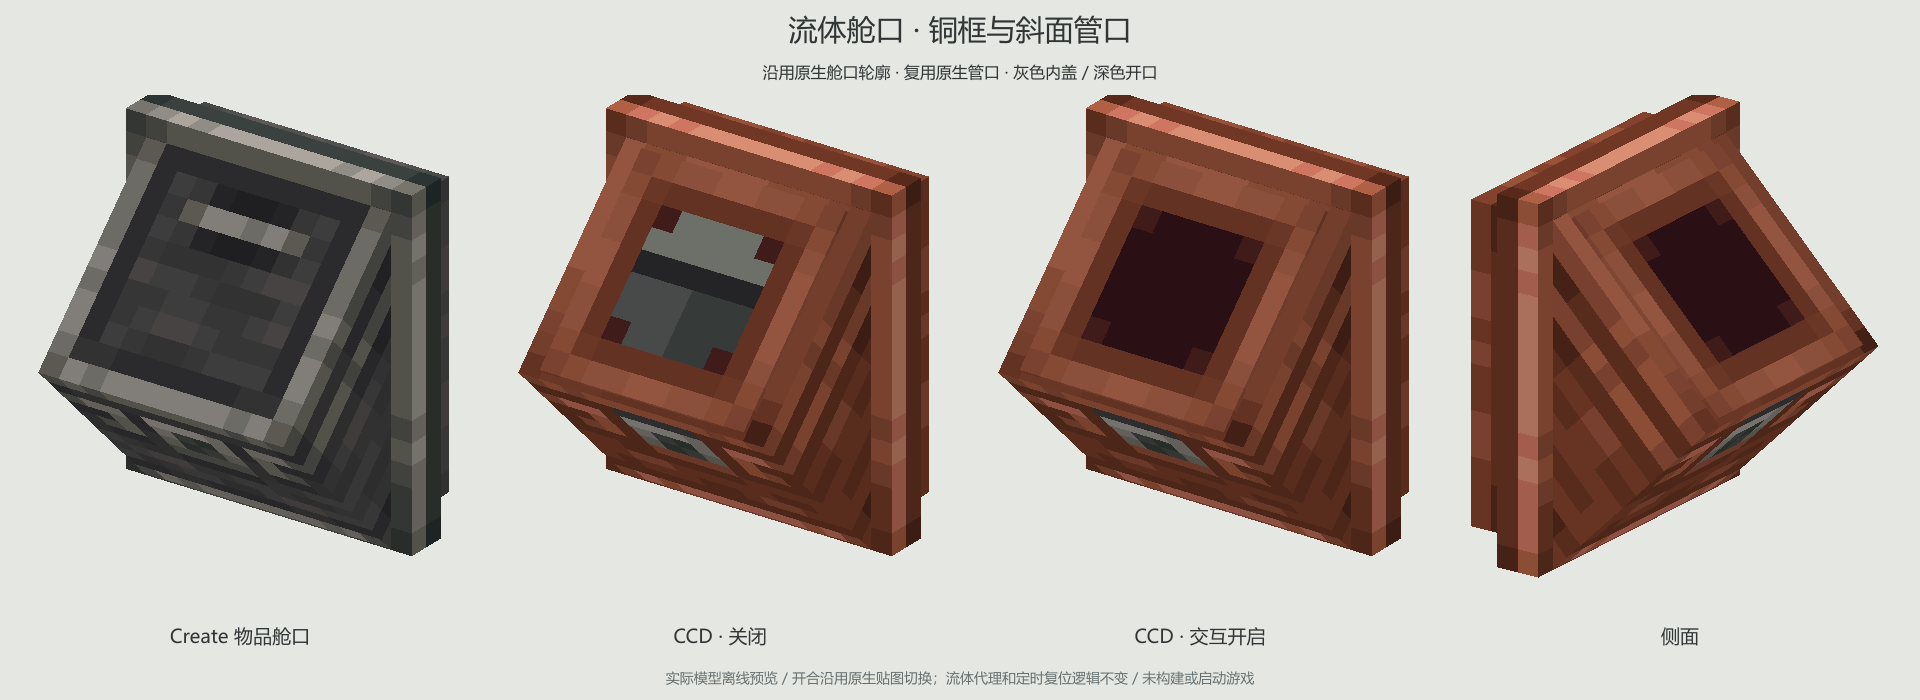 流体舱口 · 铜框与斜面管口
沿用原生舱口轮廓 · 复用原生管口 · 灰色内盖 / 深色开口
Create 物品舱口
CCD · 关闭
CCD · 交互开启
侧面
实际模型离线预览 / 开合沿用原生贴图切换；流体代理和定时复位逻辑不变 / 未构建或启动游戏